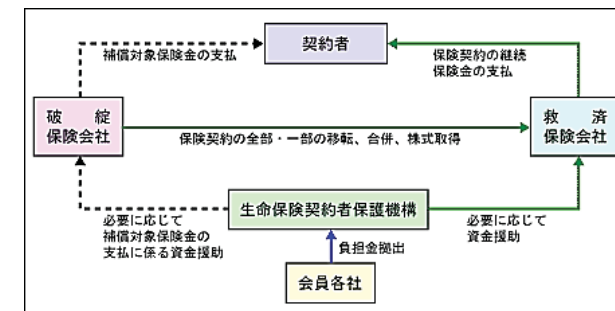 契約者
補償対象保険金の支払
保険契約の継続
保険金の支払
破 綻
保険会社
救 済
保険会社
保険契約の全部・一部の移転、合併、株式取得
生命保険契約者保護機構
必要に応じて
補償対象保険金の
支払に係る資金援助
必要に応じて
資金援助
負担金拠出
会員各社